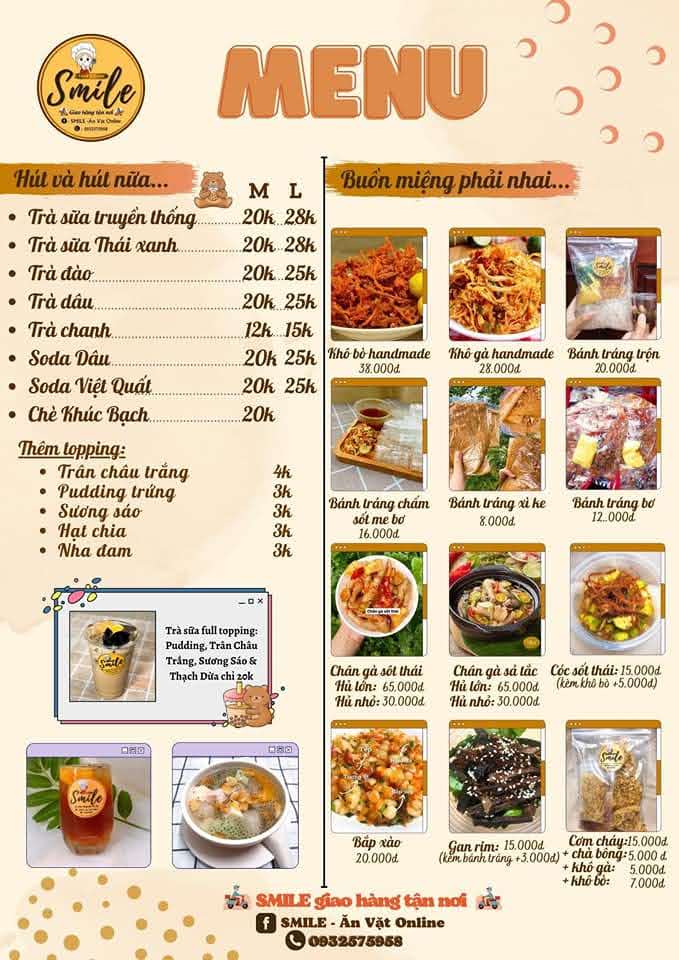 Smile
Giao hàng tận nơi
SMILE -Ăn Vặt Online
: 0932575958
MENU
Hút và hút nữa...
M L
Trà sữa truyền thống 20k 28k
Trà sữa Thái xanh 20k 28k
Trà đào 20k 25k
Trà dâu 20k 25k
Trà chanh 12k 15k
Soda Dâu 20k 25k
Soda Việt Quất 20k 25k
Chè Khúc Bạch 20k
Thêm topping:
Trân châu trắng 4k
Pudding trứng 3k
Sương sáo 3k
Hạt chia 3k
Nha đam 3k
Trà sữa full topping:
Pudding, Trân Châu
Trắng, Sương Sáo &
Thạch Dừa chỉ 20k
Smile
Smile
Buồn miệng phải nhai...
Smile
Khô bò handmade
38.000đ
Khô gà handmade
28.000đ
Bánh tráng trộn
20.000đ
Bánh tráng chấm
sốt me bơ
16.000đ
Bánh tráng xì ke
8.000đ
Bánh tráng bơ
12..000đ
Chân gà sốt thái
Chân gà sốt thái
Hủ lớn: 65.000đ
Hủ nhỏ: 30.000đ
Chân gà sả tắc
Hủ lớn: 65.000đ
Hủ nhỏ: 30.000đ
Cóc sốt thái: 15.000đ
(kèm khô bò +5.000đ)
Bắp xào
20.000đ
Gan rim: 15.000đ
(kèm bánh tráng +3.000đ)
Smile
Cơm cháy:15.000đ
+ chà bông: 5.000 đ
+ khô gà: 5.000đ
+ khô bò: 7.000đ
SMILE giao hàng tận nơi
SMILE - Ăn Vặt Online
0932575958